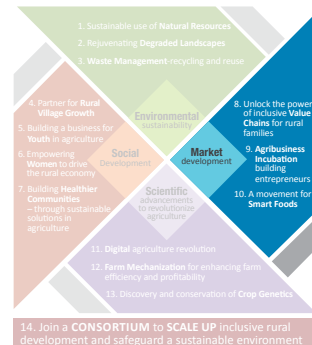 1. Sustainable use of Natural Resources
2. Rejuvenating Degraded Landscapes
3. Waste Management-recycling and reuse
Environmental
sustainability
4. Partner for Rural
Village Growth
5. Building a business for
Youth in agriculture
6. Empowering
Women to drive
the rural economy
7. Building Healthier
Communities
– through sustainable
solutions in
agriculture
Social
Development
Market
development
8. Unlock the power
of inclusive Value
Chains for rural
families
9. Agribusiness
Incubation
building
entrepreneurs
10. A movement for
Smart Foods
Scientific
advancements
to revolutionize
agriculture
11. Digital agriculture revolution
12. Farm Mechanization for enhancing farm
efficiency and profitability
13. Discovery and conservation of Crop Genetics
14. Join a CONSORTIUM to SCALE UP inclusive rural
development and safeguard a sustainable environment